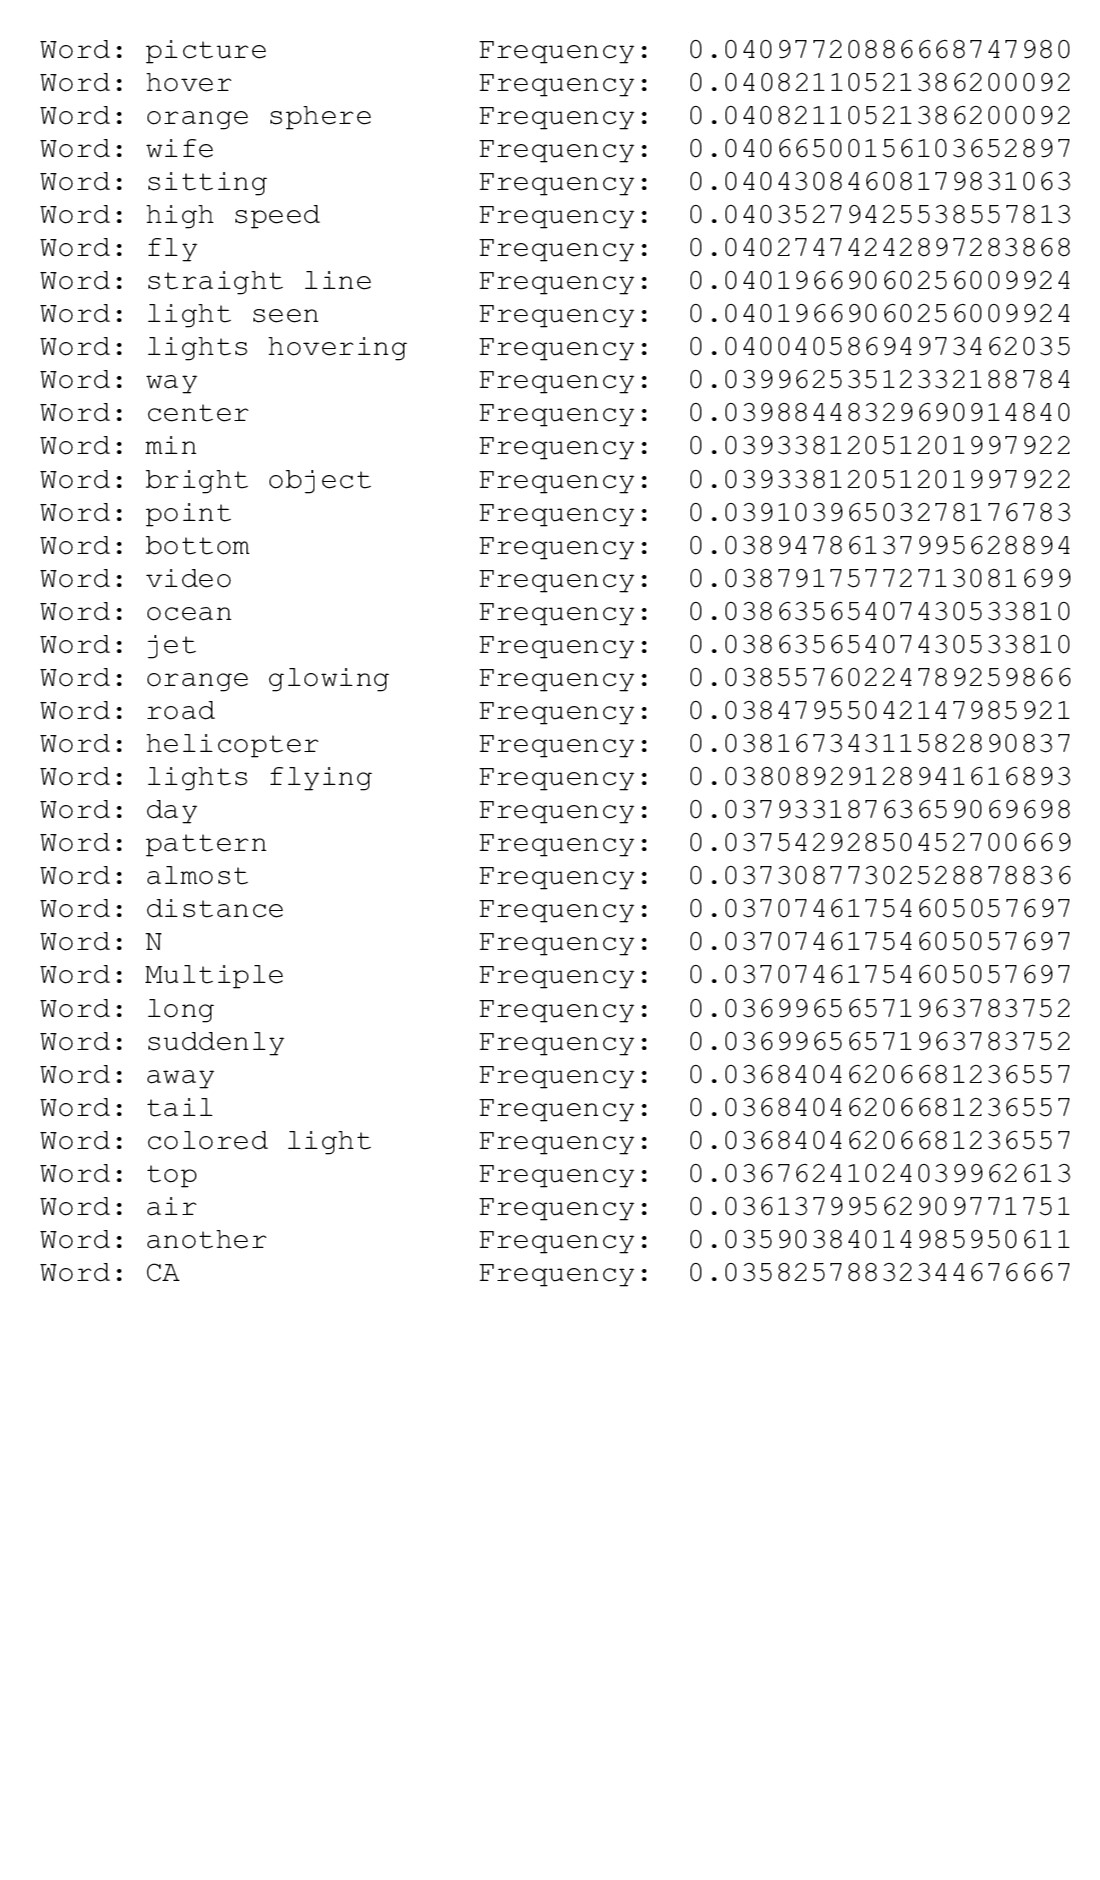 Word: picture Frequency: 0.04097720886668747980
Word: hover Frequency: 0.04082110521386200092
Word: orange sphere Frequency: 0.04082110521386200092
Word: wife Frequency: 0.04066500156103652897
Word: sitting Frequency: 0.04043084608179831063
Word: high speed Frequency: 0.04035279425538557813
Word: fly Frequency: 0.04027474242897283868
Word: straight line Frequency: 0.04019669060256009924
Word: light seen Frequency: 0.04019669060256009924
Word: lights hovering Frequency: 0.04004058694973462035
Word: way Frequency: 0.03996253512332188784
Word: center Frequency: 0.03988448329690914840
Word: min Frequency: 0.03933812051201997922
Word: bright object Frequency: 0.03933812051201997922
Word: point Frequency: 0.03910396503278176783
Word: bottom Frequency: 0.03894786137995628894
Word: video Frequency: 0.03879175772713081699
Word: ocean Frequency: 0.03863565407430533810
Word: jet Frequency: 0.03863565407430533810
Word: orange glowing Frequency: 0.03855760224789259866
Word: road Frequency: 0.03847955042147985921
Word: helicopter Frequency: 0.03816734311582890837
Word: lights flying Frequency: 0.03808929128941616893
Word: day Frequency: 0.03793318763659069698
Word: pattern Frequency: 0.03754292850452700669
Word: almost Frequency: 0.03730877302528878836
Word: distance Frequency: 0.03707461754605057697
Word: N Frequency: 0.03707461754605057697
Word: Multiple Frequency: 0.03707461754605057697
Word: long Frequency: 0.03699656571963783752
Word: suddenly Frequency: 0.03699656571963783752
Word: away Frequency: 0.03684046206681236557
Word: tail Frequency: 0.03684046206681236557
Word: colored light Frequency: 0.03684046206681236557
Word: top Frequency: 0.03676241024039962613
Word: air Frequency: 0.03613799562909771751
Word: another Frequency: 0.03590384014985950611
Word: CA Frequency: 0.03582578832344676667